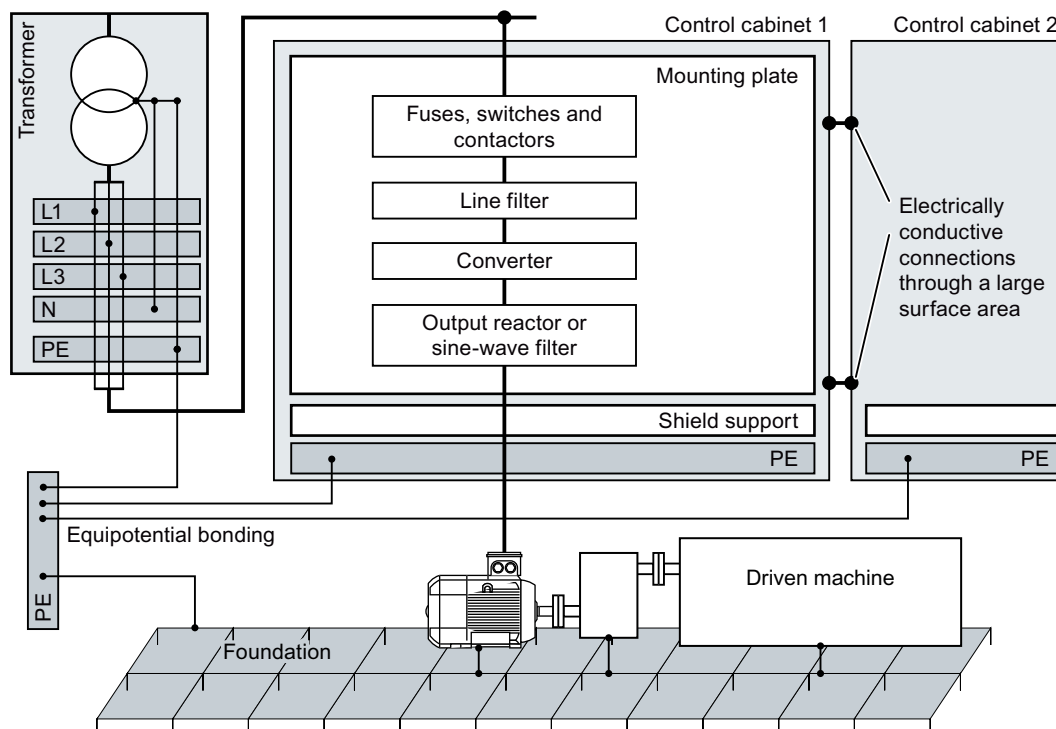 Control cabinet 1
Control cabinet 2
Transformer
Mounting plate
Fuses, switches and
contactors
Line filter
Converter
Output reactor or
sine-wave filter
L1
L2
L3
N
PE
Electrically
conductive
connections
through a large
surface area
Shield support
PE
PE
Equipotential bonding
PE
Driven machine
Foundation